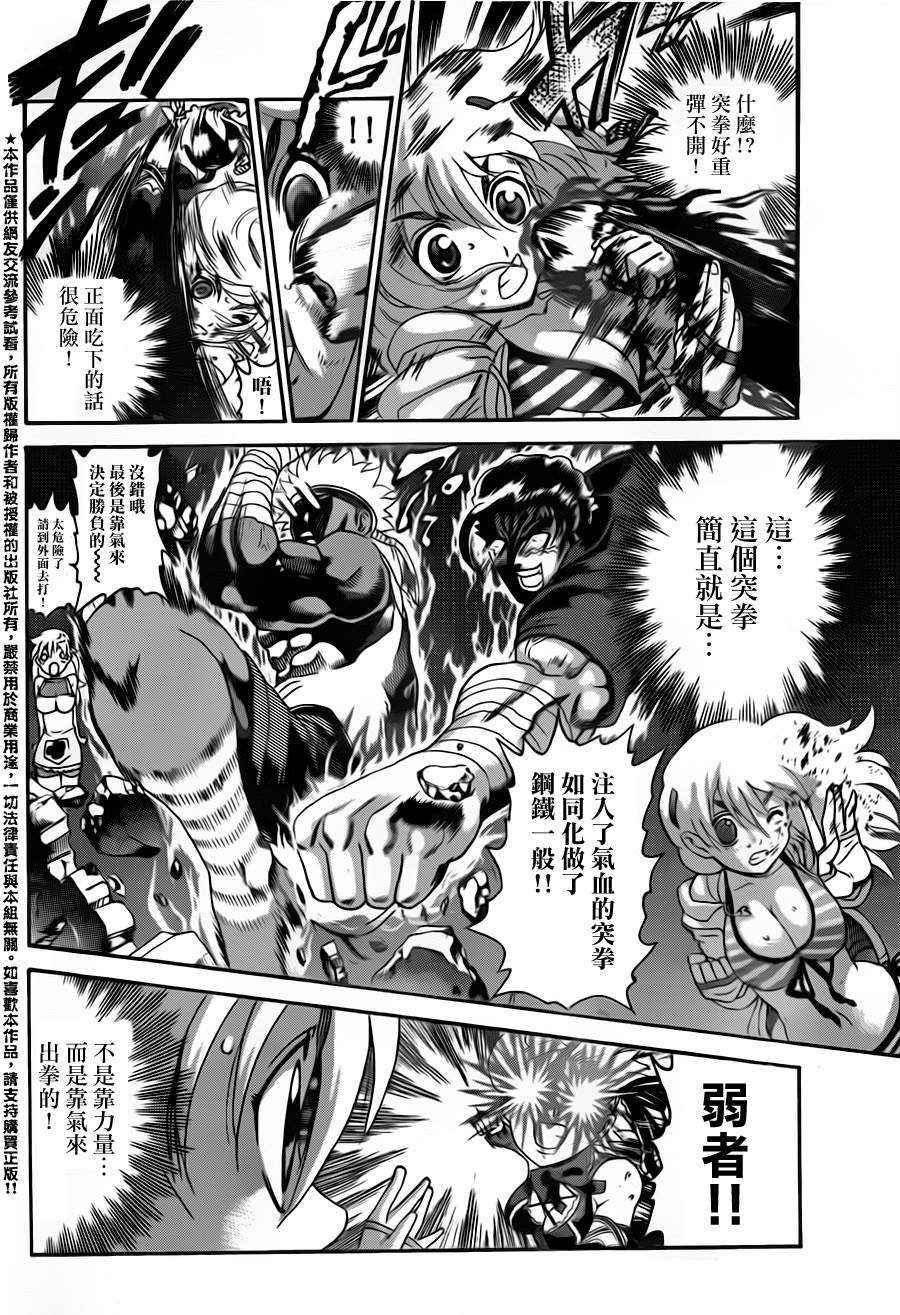 什麼!?
突拳好重
彈不開！
!!
唔！
正面吃下的話
很危險！
這…
這個突拳
簡直就是…
注入了氣血的突拳
如同化做了
鋼鐵一般!!
沒錯哦
最後是靠氣來
決定勝負的～
太危險了
請到外面去打！
弱者!!
不是靠力量…
而是靠氣來
出拳的！
★本作品僅供網友交流參考試看，所有版權歸作者和被授權的出版社所有，嚴禁用於商業用途，一切法律責任與本組無關。如喜歡本作品，請支持購買正版!!